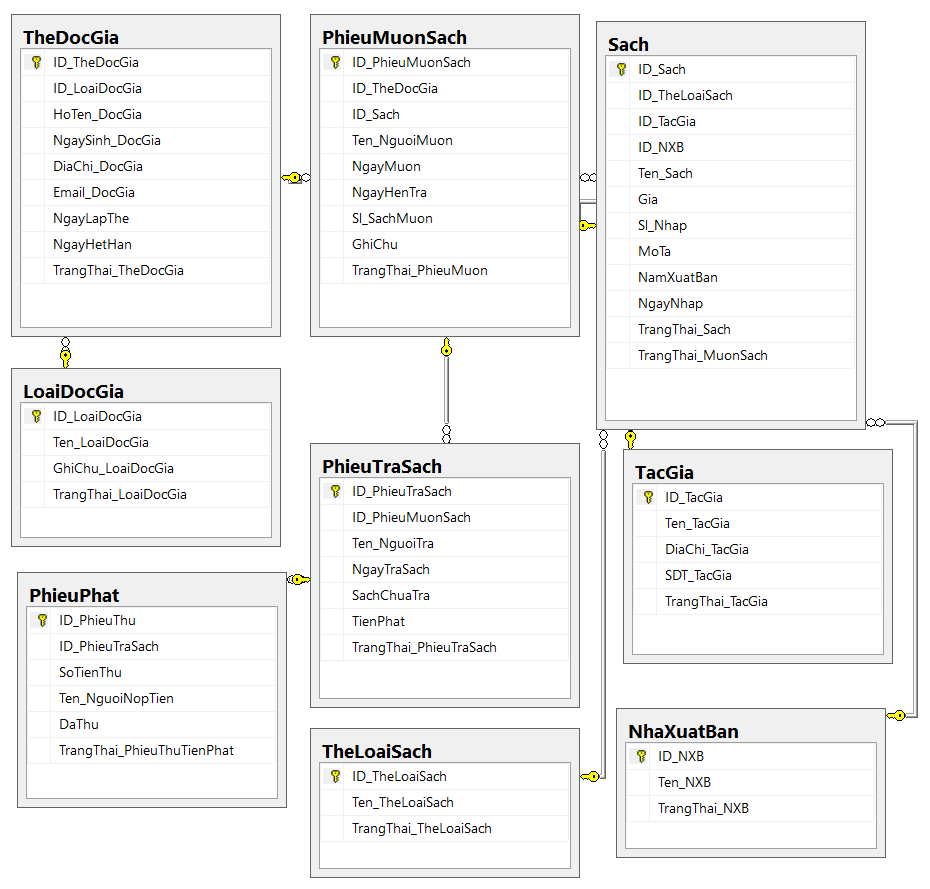 TheDocGia
ID_TheDocGia
ID_LoaiDocGia
HoTen_DocGia
NgaySinh_DocGia
DiaChi_DocGia
Email_DocGia
NgayLapThe
NgayHetHan
TrangThai_TheDocGia
PhieuMuonSach
ID_PhieuMuonSach
ID_TheDocGia
ID_Sach
Ten_NguoiMuon
NgayMuon
NgayHenTra
Sl_SachMuon
GhiChu
TrangThai_PhieuMuon
Sach
ID_Sach
ID_TheLoaiSach
ID_TacGia
ID_NXB
Ten_Sach
Gia
Sl_Nhap
MoTa
NamXuatBan
NgayNhap
TrangThai_Sach
TrangThai_MuonSach
LoaiDocGia
ID_LoaiDocGia
Ten_LoaiDocGia
GhiChu_LoaiDocGia
TrangThai_LoaiDocGia
PhieuTraSach
ID_PhieuTraSach
ID_PhieuMuonSach
Ten_NguoiTra
NgayTraSach
SachChuaTra
TienPhat
TrangThai_PhieuTraSach
TacGia
ID_TacGia
Ten_TacGia
DiaChi_TacGia
SDT_TacGia
TrangThai_TacGia
PhieuPhat
ID_PhieuThu
ID_PhieuTraSach
SoTienThu
Ten_NguoiNopTien
DaThu
TrangThai_PhieuThuTienPhat
TheLoaiSach
ID_TheLoaiSach
Ten_TheLoaiSach
TrangThai_TheLoaiSach
NhaXuatBan
ID_NXB
Ten_NXB
TrangThai_NXB